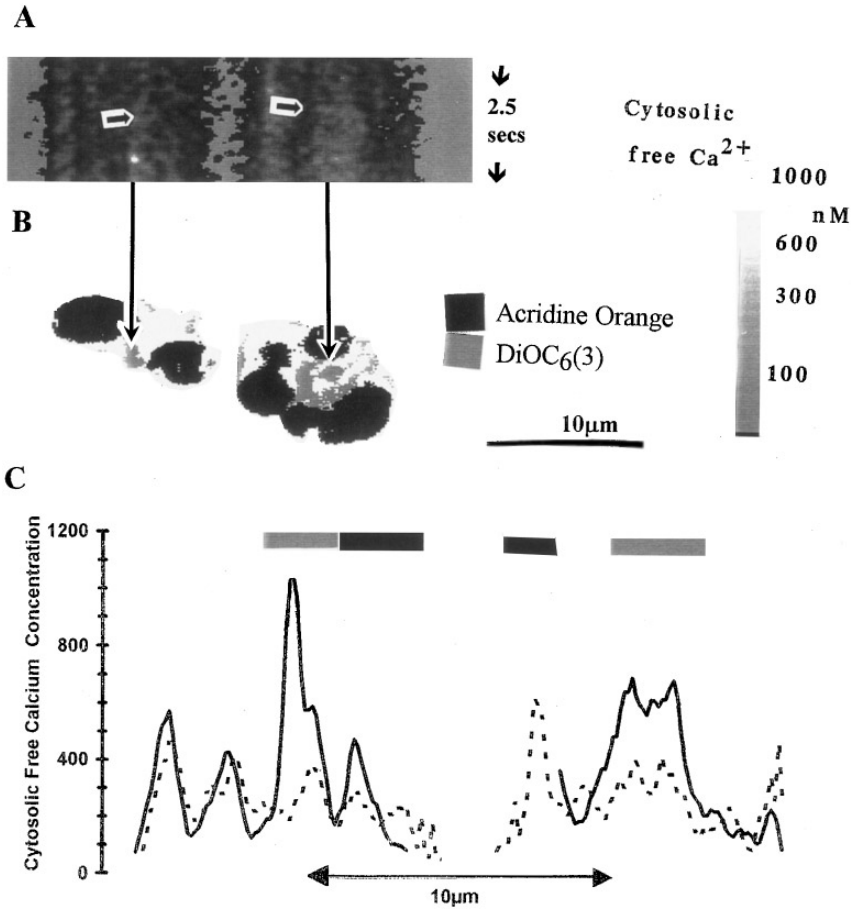 A
2.5
secs
Cytosolic
free Ca2+
1000
nM
600
300
100
B
Acridine Orange
DiOC6(3)
10μm
C
Cytosolic Free Calcium Concentration
1200
800
400
0
10μm